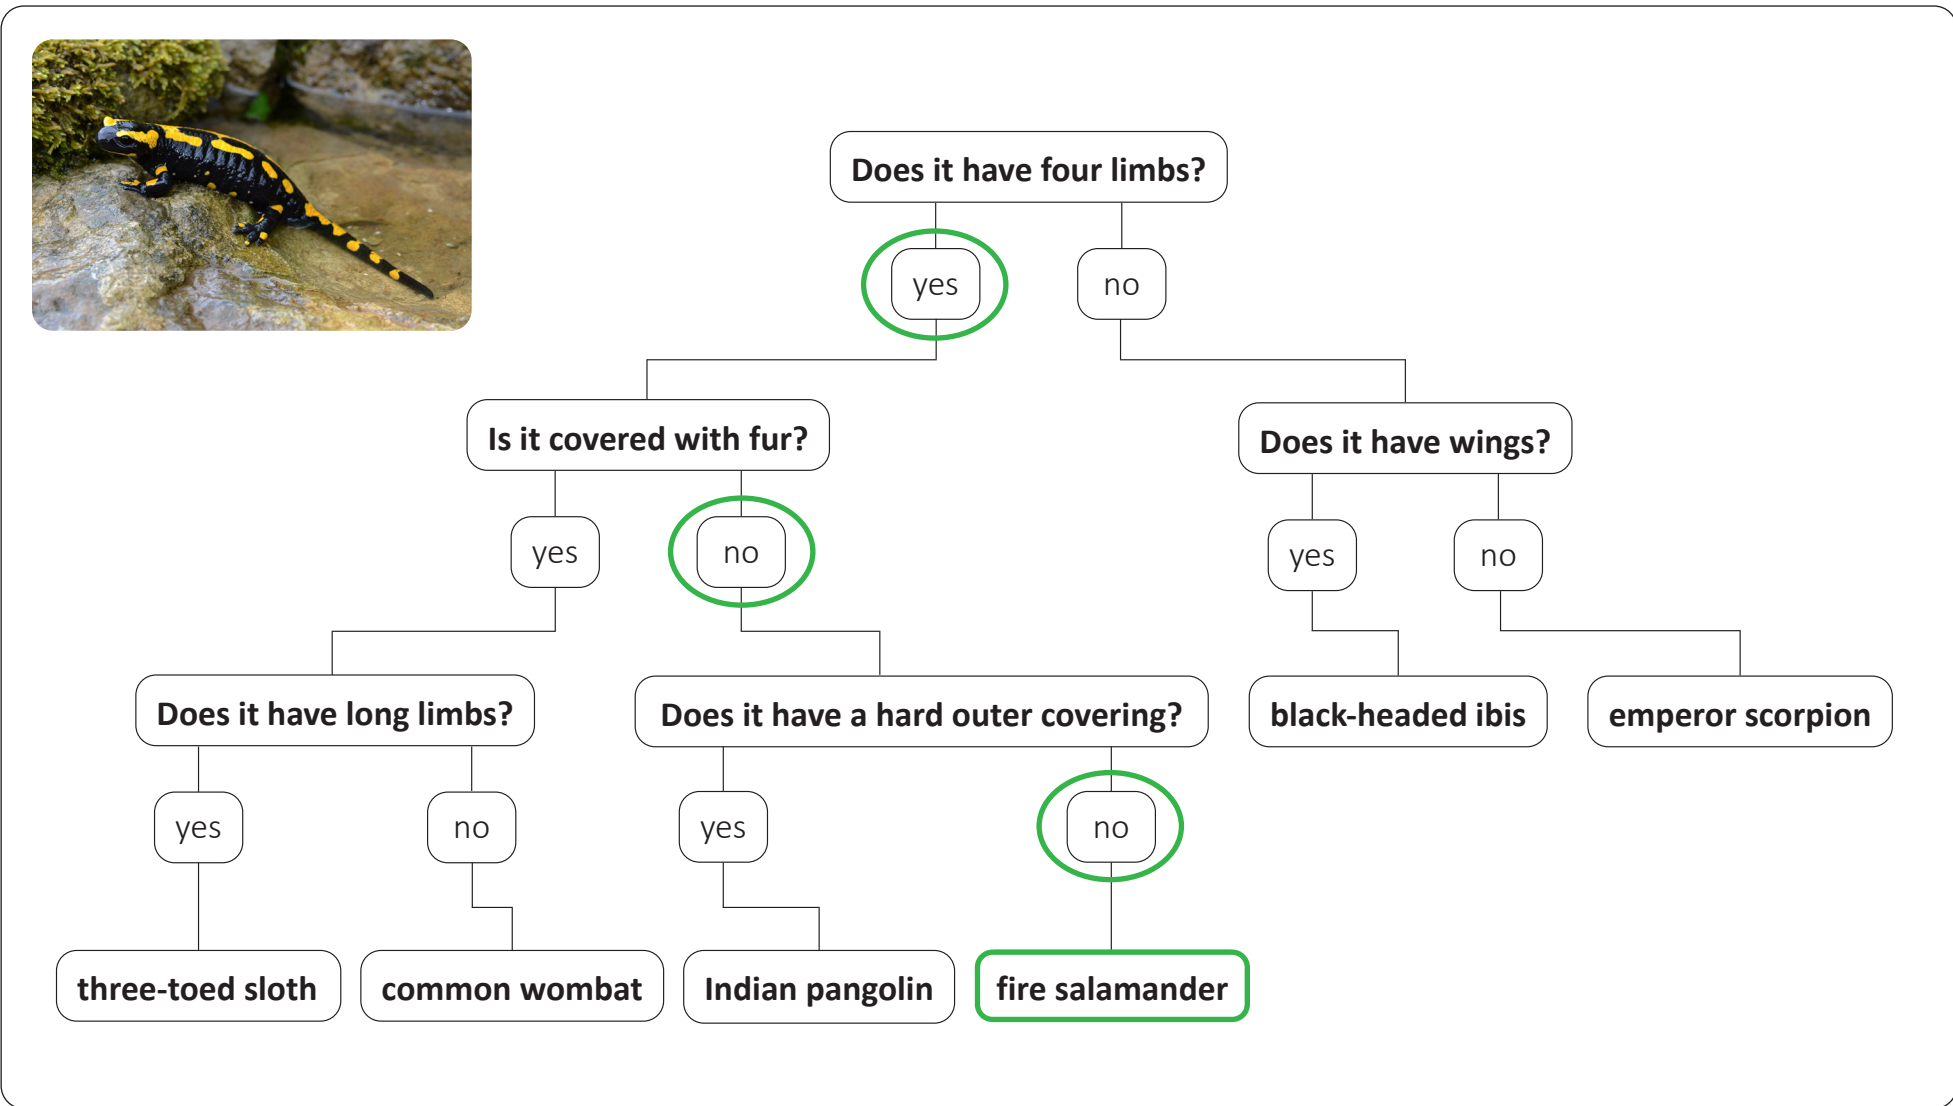 Does it have four limbs?
yes
no
Is it covered with fur?
Does it have wings?
yes
no
yes
no
Does it have long limbs?
Does it have a hard outer covering?
black-headed ibis
emperor scorpion
yes
no
yes
no
three-toed sloth
common wombat
Indian pangolin
fire salamander